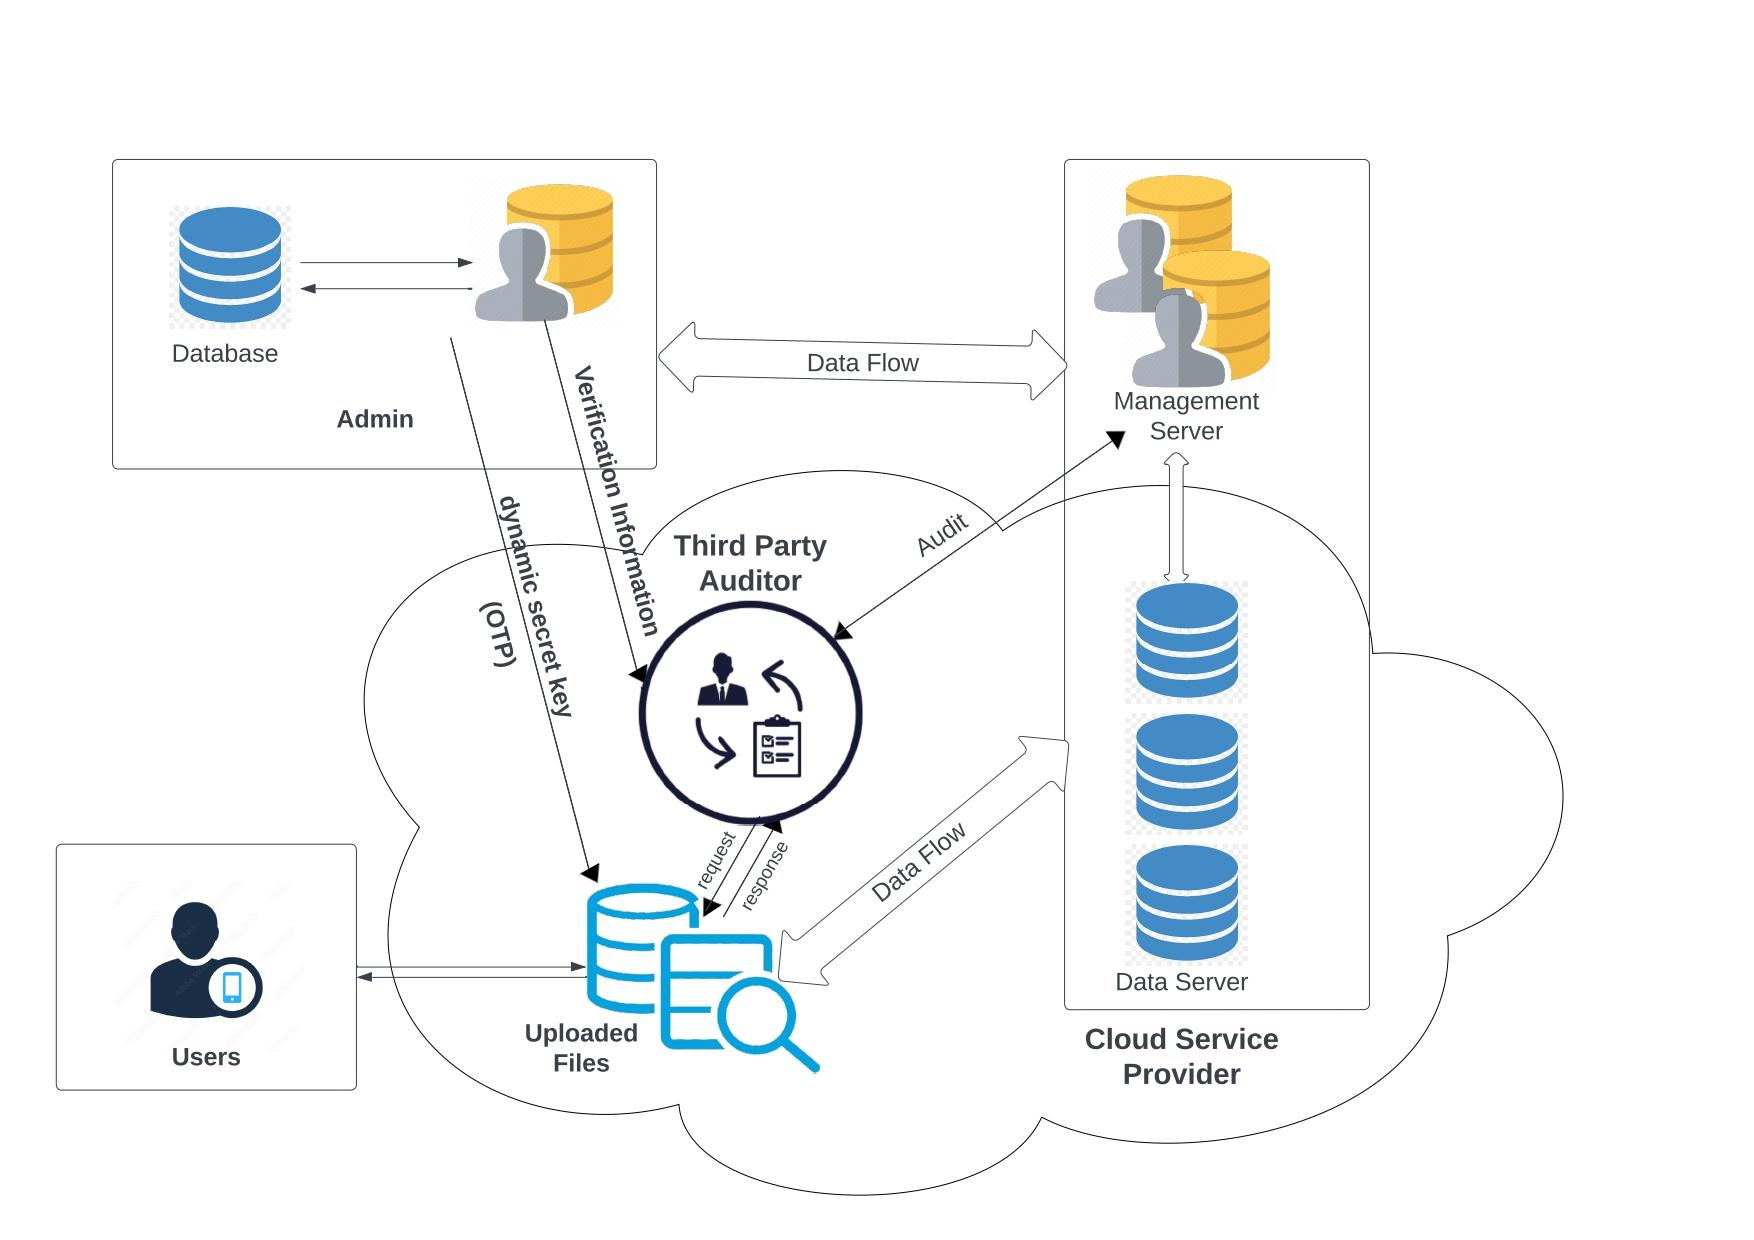 Database
Admin
Verification Information
dynamic secret key
(OTP)
Data Flow
Management
Server
Audit
Third Party
Auditor
request
response
Data Flow
Data Server
Cloud Service
Provider
Uploaded
Files
Users